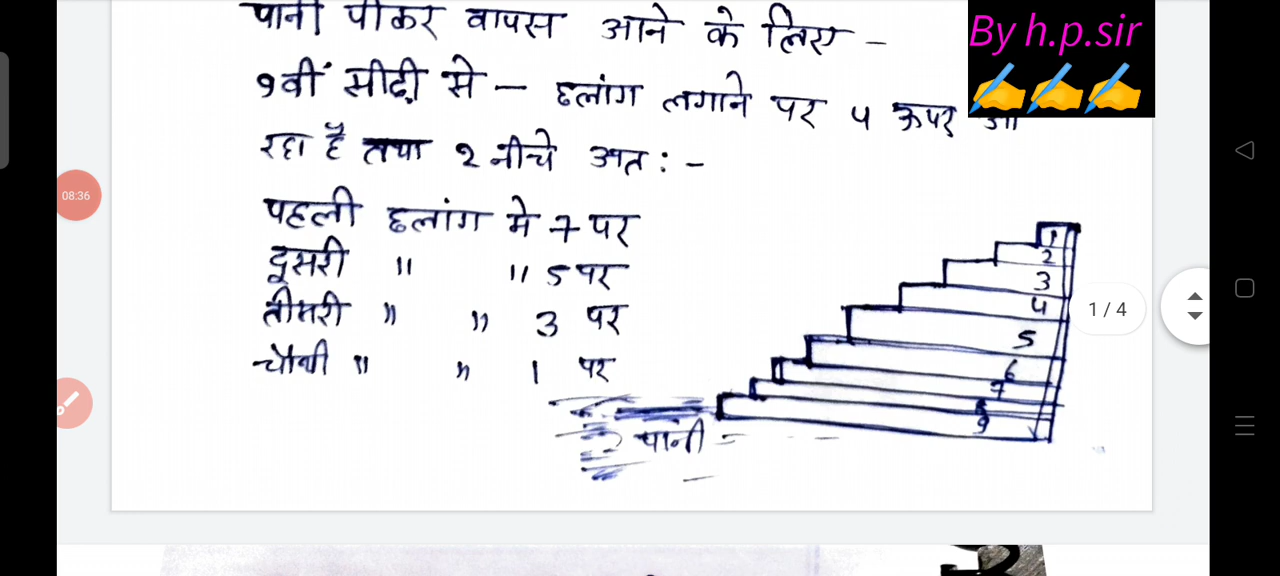 पानी पीकर वापस आने के लिए -
By h.p.sir
9वीं सीढ़ी से - छलांग लगाने पर 4 ऊपर आ
रहा है तथा 2 नीचे अत: -
पहली छलांग मे 7 पर
दूसरी " " 5 पर
तीसरी " " 3 पर
चौथी " " 1 पर
08:36
1
2
3
4
5
6
7
8
9
1 / 4
पानी